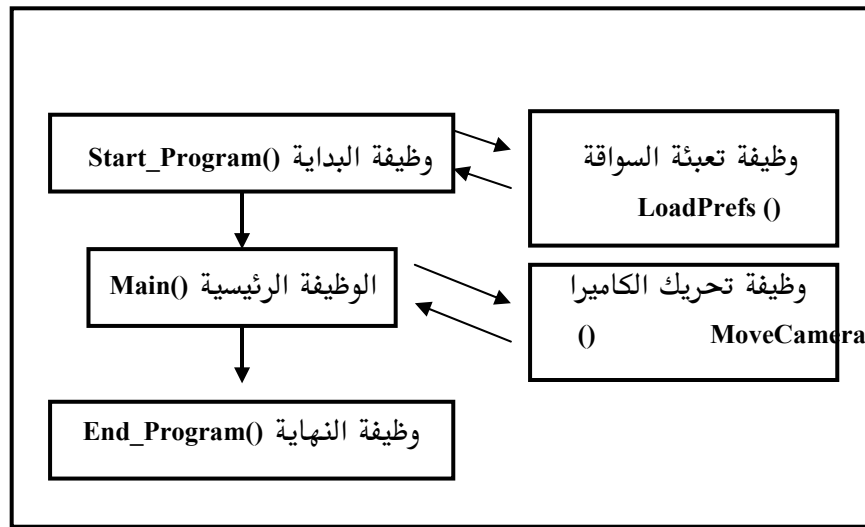 وظيفة البداية Start_Program()
وظيفة تعبئة السواقة
LoadPrefs ()
الوظيفة الرئيسية Main()
وظيفة تحريك الكاميرا
MoveCamera ()
وظيفة النهاية End_Program()